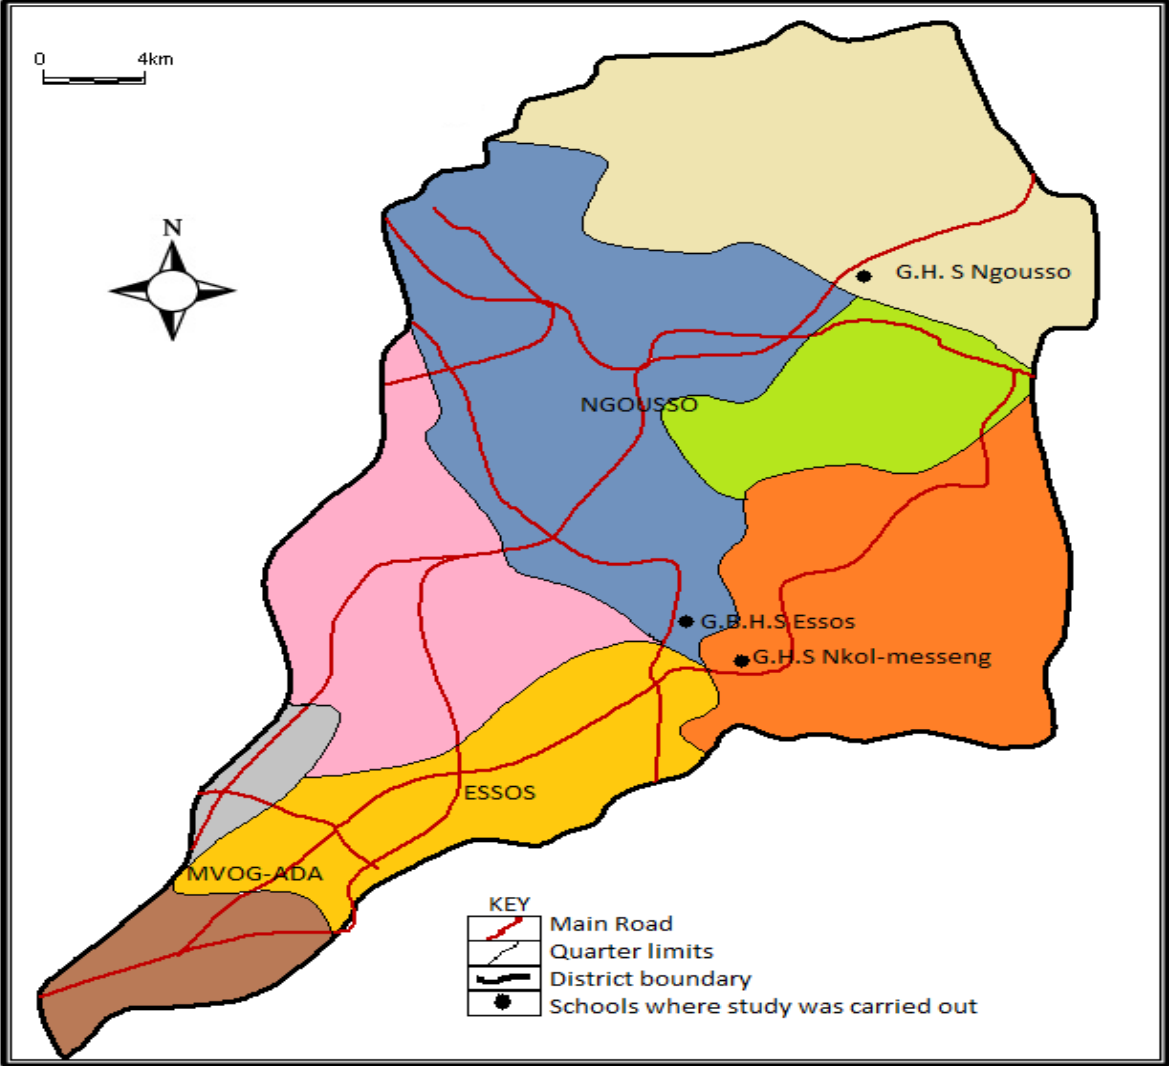 0 4km
N
G.H. S Ngousso
NGOUSSO
G.B.H.S Essos
G.H.S Nkol-messeng
ESSOS
MVOG-ADA
KEY
Main Road
Quarter limits
District boundary
Schools where study was carried out